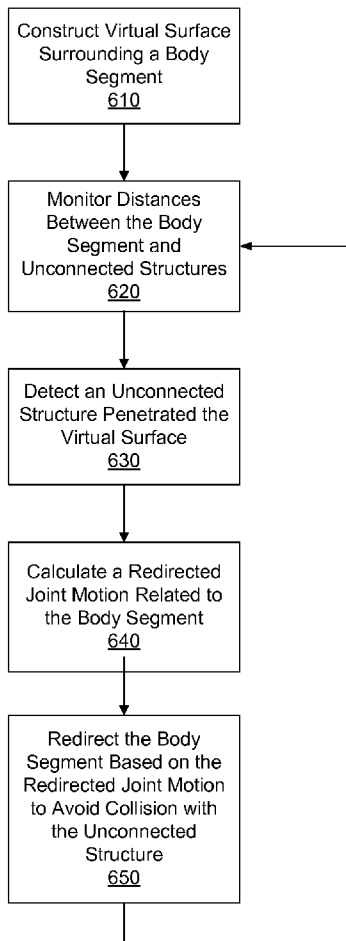 Construct Virtual Surface
Surrounding a Body
Segment
610
Monitor Distances
Between the Body
Segment and
Unconnected Structures
620
Detect an Unconnected
Structure Penetrated the
Virtual Surface
630
Calculate a Redirected
Joint Motion Related to
the Body Segment
640
Redirect the Body
Segment Based on the
Redirected Joint Motion
to Avoid Collision with
the Unconnected
Structure
650